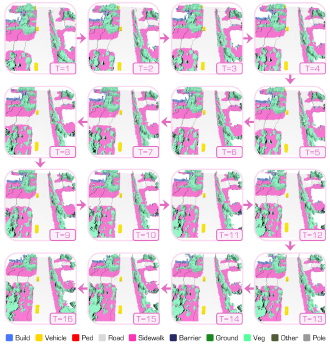 T=1 T=2 T=3 T=4
T=8 T=7 T=6 T=5
T=9 T=10 T=11 T=12
T=16 T=15 T=14 T=13
Build Vehicle Ped Road Sidewalk Barrier Ground Veg Other Pole